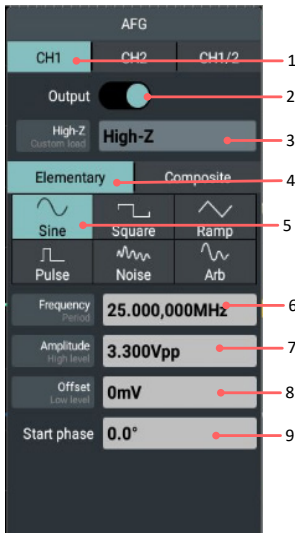 AFG
CH1 CH2 CH1/2 1
Output 2
High-Z
Custom load
High-Z 3
Elementary Composite 4
Sine Square Ramp 5
Pulse Noise Arb
Frequency
Period
25.000,000MHz 6
Amplitude
High level
3.300Vpp 7
Offset
Low level
0mV 8
Start phase 0.0° 9